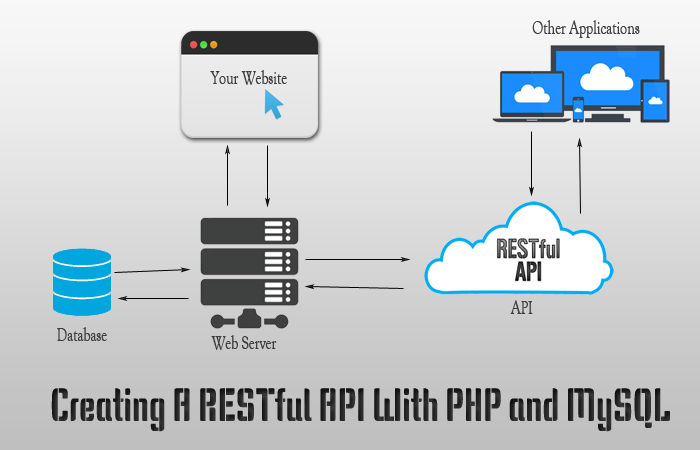 Other Applications
Your Website
RESTful
API
API
Database
Web Server
Creating A RESTful API With PHP and MySQL